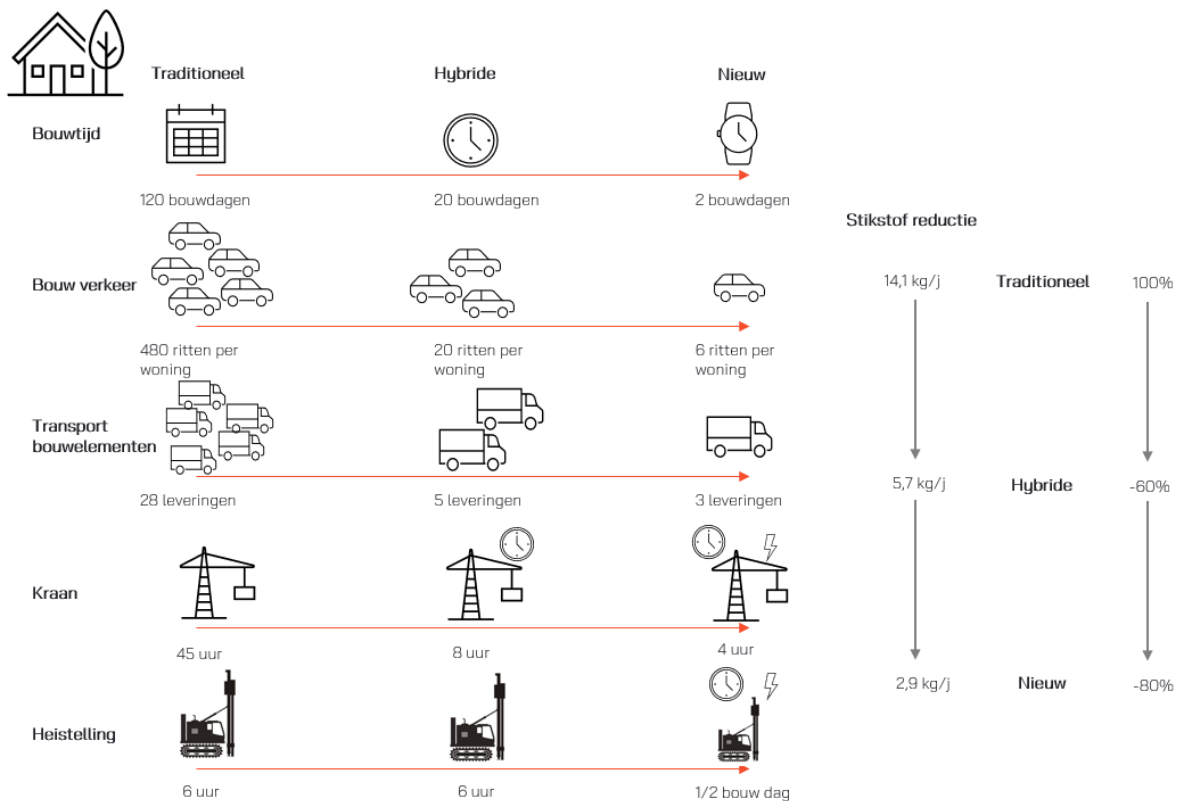 Traditioneel
Hybride
Nieuw
Bouwtijd
120 bouwdagen
20 bouwdagen
2 bouwdagen
Bouw verkeer
480 ritten per
woning
20 ritten per
woning
6 ritten per
woning
Transport
bouwelementen
28 leveringen
5 leveringen
3 leveringen
Kraan
45 uur
8 uur
4 uur
Heistelling
6 uur
6 uur
1/2 bouw dag
Stikstof reductie
14,1 kg/j
Traditioneel
100%
5,7 kg/j
Hybride
-60%
2,9 kg/j
Nieuw
-80%